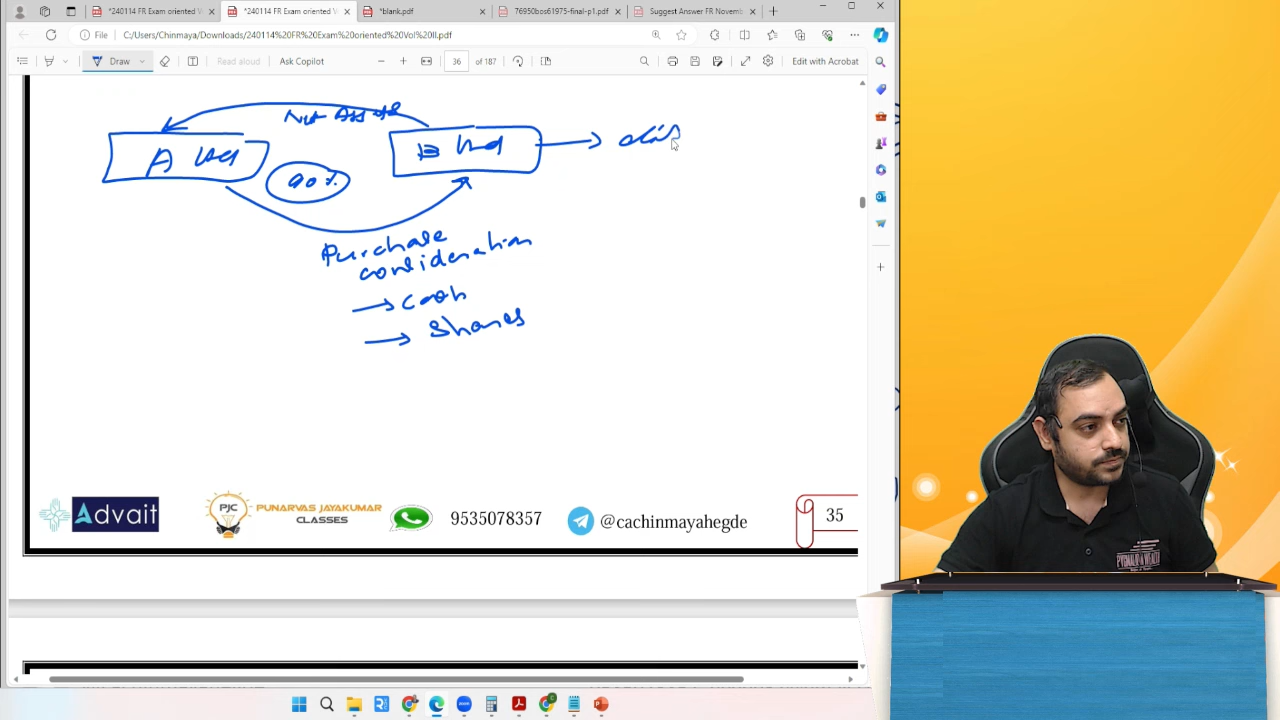 *240114 FR Exam oriented V
*240114 FR Exam oriented Vol
*blank.pdf
76950bos61975-final-p1.pdf
Suggest Answer FR Novemb
File
C:/Users/Chinmaya/Downloads/240114%20FR%20Exam%20oriented%20Vol%20II.pdf
Draw
Read aloud
Ask Copilot
36 of 187
Edit with Acrobat
A Ltd
90%
B Ltd
Purchase
consideration
→ Cash
→ Shares
Advait
PJC
PUNARVAS JAYAKUMAR
CLASSES
9535078357
@cachinmayahegde
35